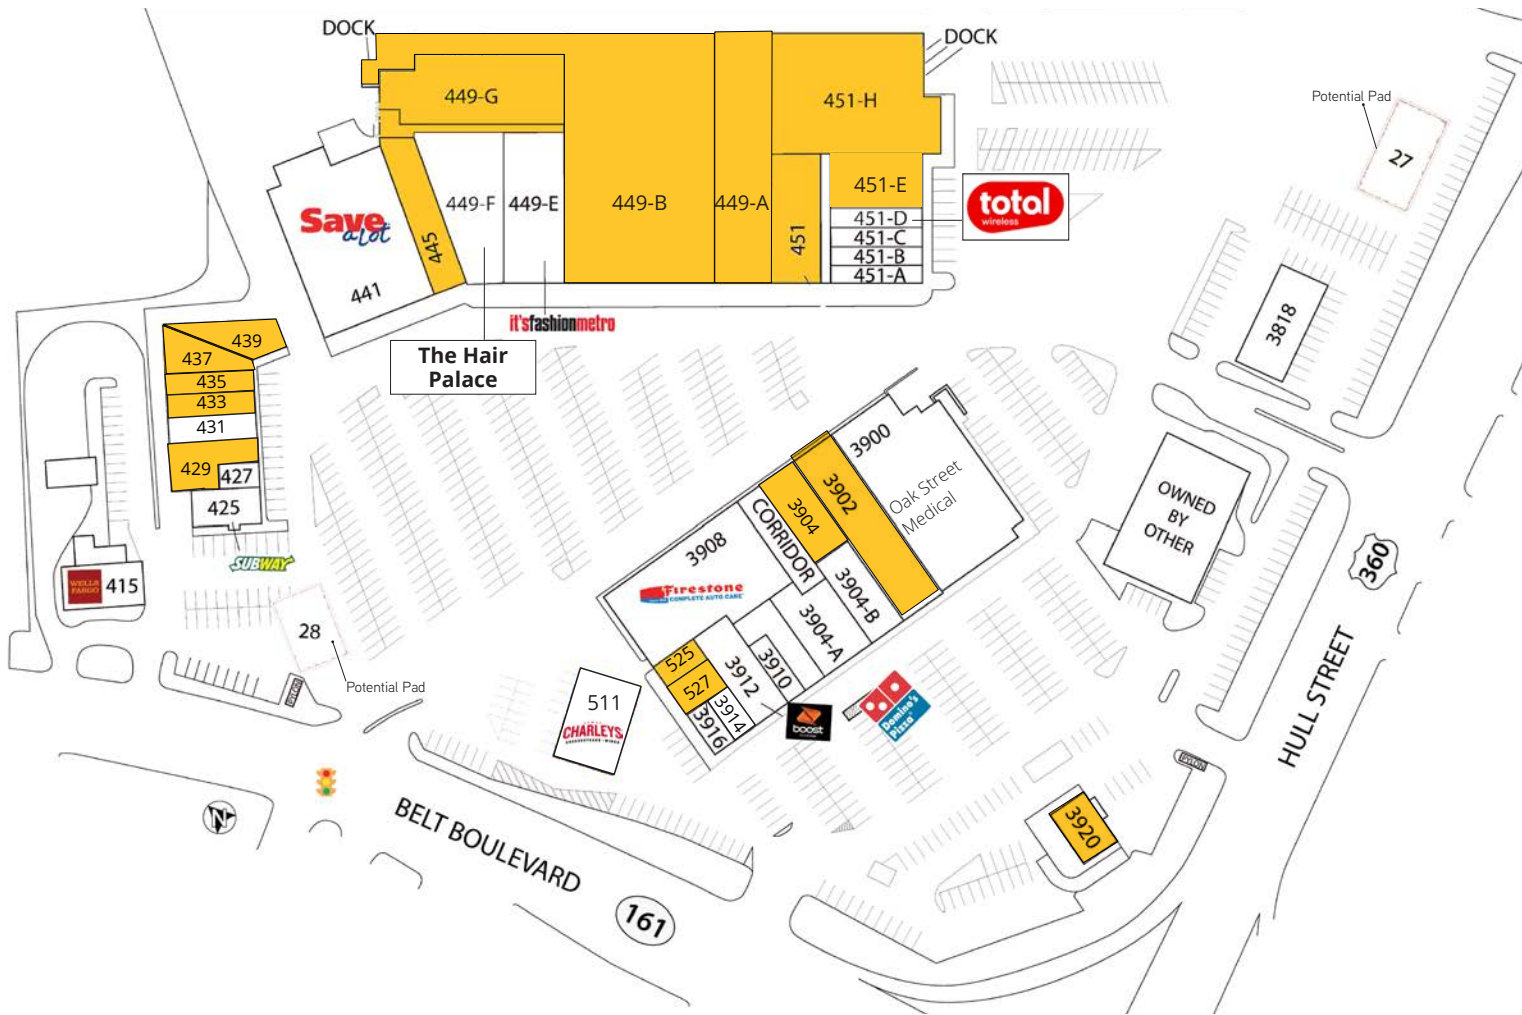 DOCK
DOCK
449-G
451-H
Potential Pad
27
451-E
449-F
449-E
449-B
449-A
total
wireless
451-D
451-C
451-B
451-A
451
Save
a lot
445
441
it'sfashionmetro
The Hair
Palace
439
437
435
433
431
429
427
425
SUBWAY
WELLS
FARGO
415
28
Potential Pad
PYLON
3818
3900
Oak Street
Medical
3902
3904
CORRIDOR
3908
Firestone
COMPLETE AUTO CARE
3904-B
3904-A
3910
3912
525
527
3914
3916
boost
Domino's
Pizza
511
CHARLEYS
OWNED
BY
OTHER
360
HULL STREET
PYLON
3920
N
BELT BOULEVARD
161